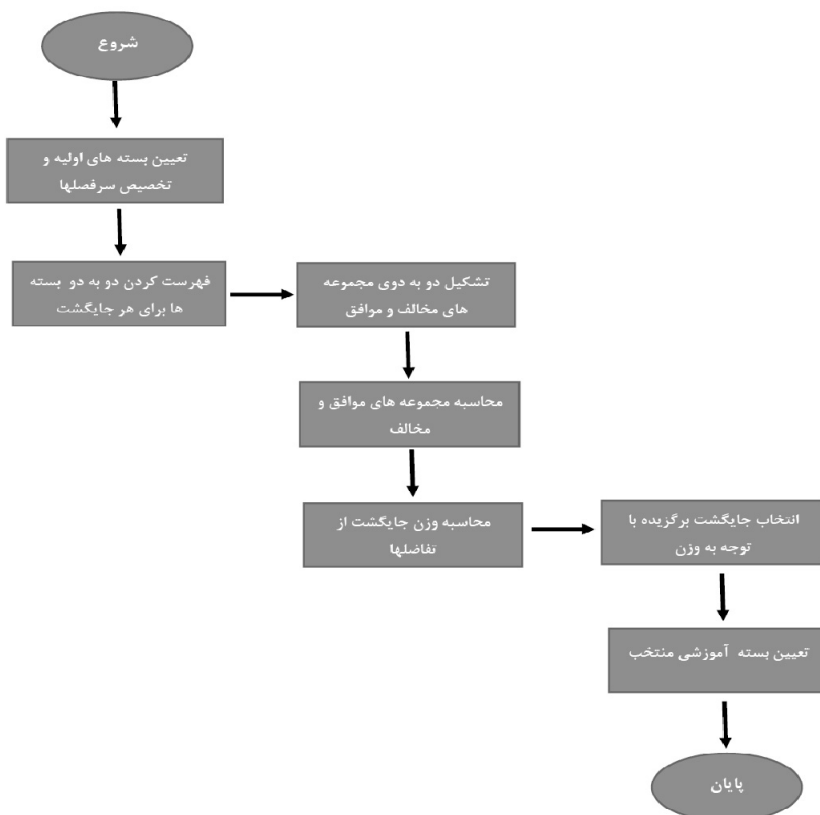 شروع
تعیین بسته های اولیه و
تخصیص سرفصلها
فهرست کردن دو به دو بسته
ها برای هر جایگشت
تشکیل دو به دوی مجموعه
های مخالف و موافق
محاسبه مجموعه های موافق و
مخالف
محاسبه وزن جایگشت از
تفاضلها
انتخاب جایگشت برگزیده با
توجه به وزن
تعیین بسته آموزشی منتخب
پایان